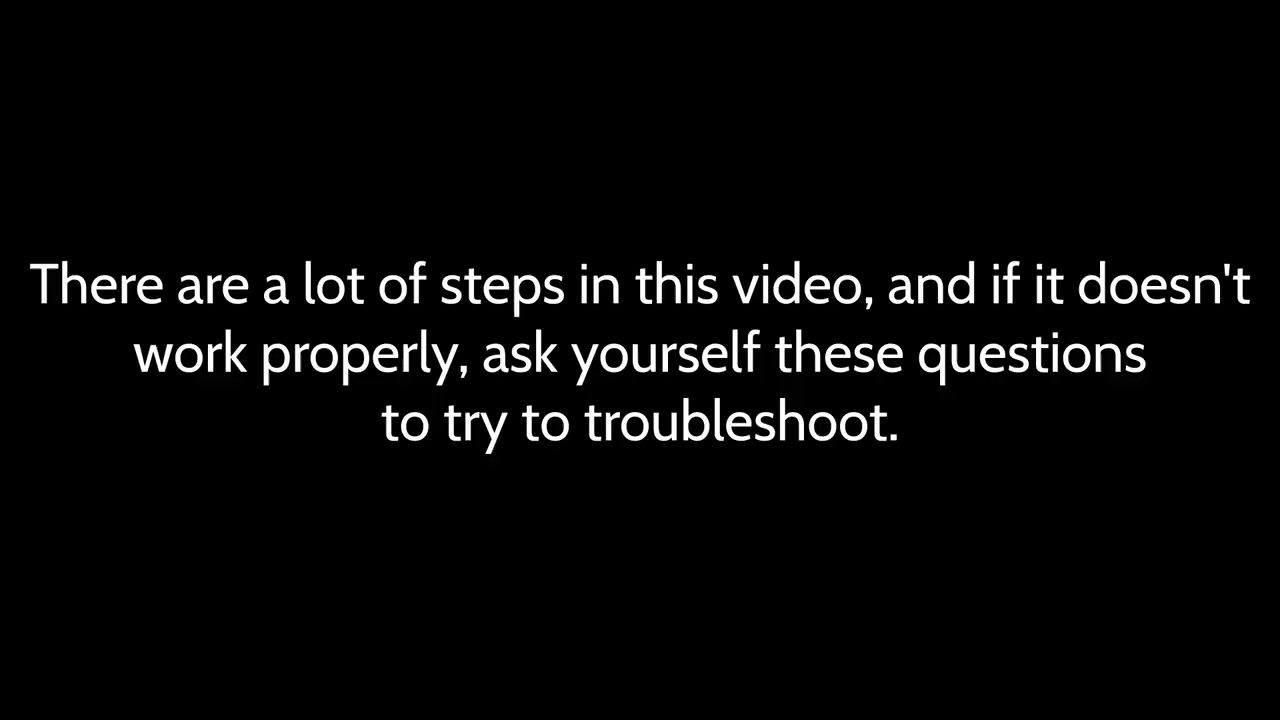 There are a lot of steps in this video, and if it doesn't
work properly, ask yourself these questions
to try to troubleshoot.